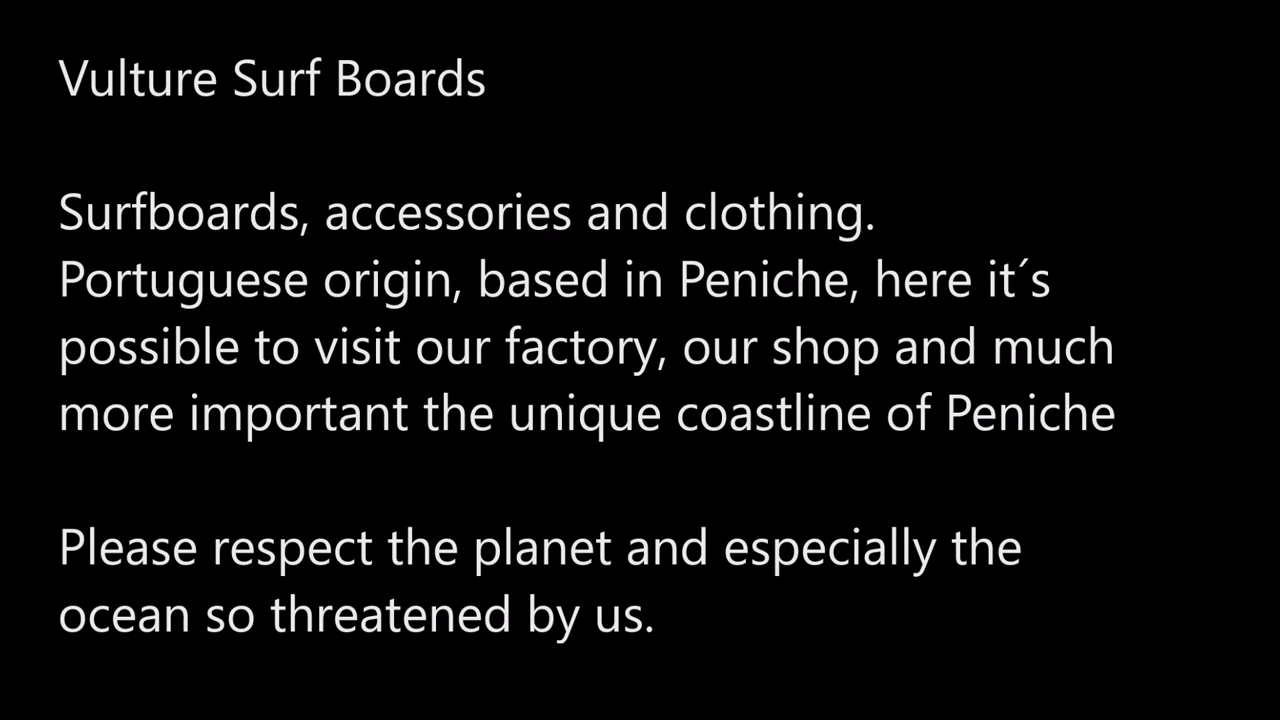 Vulture Surf Boards
Surfboards, accessories and clothing.
Portuguese origin, based in Peniche, here it´s
possible to visit our factory, our shop and much
more important the unique coastline of Peniche
Please respect the planet and especially the
ocean so threatened by us.